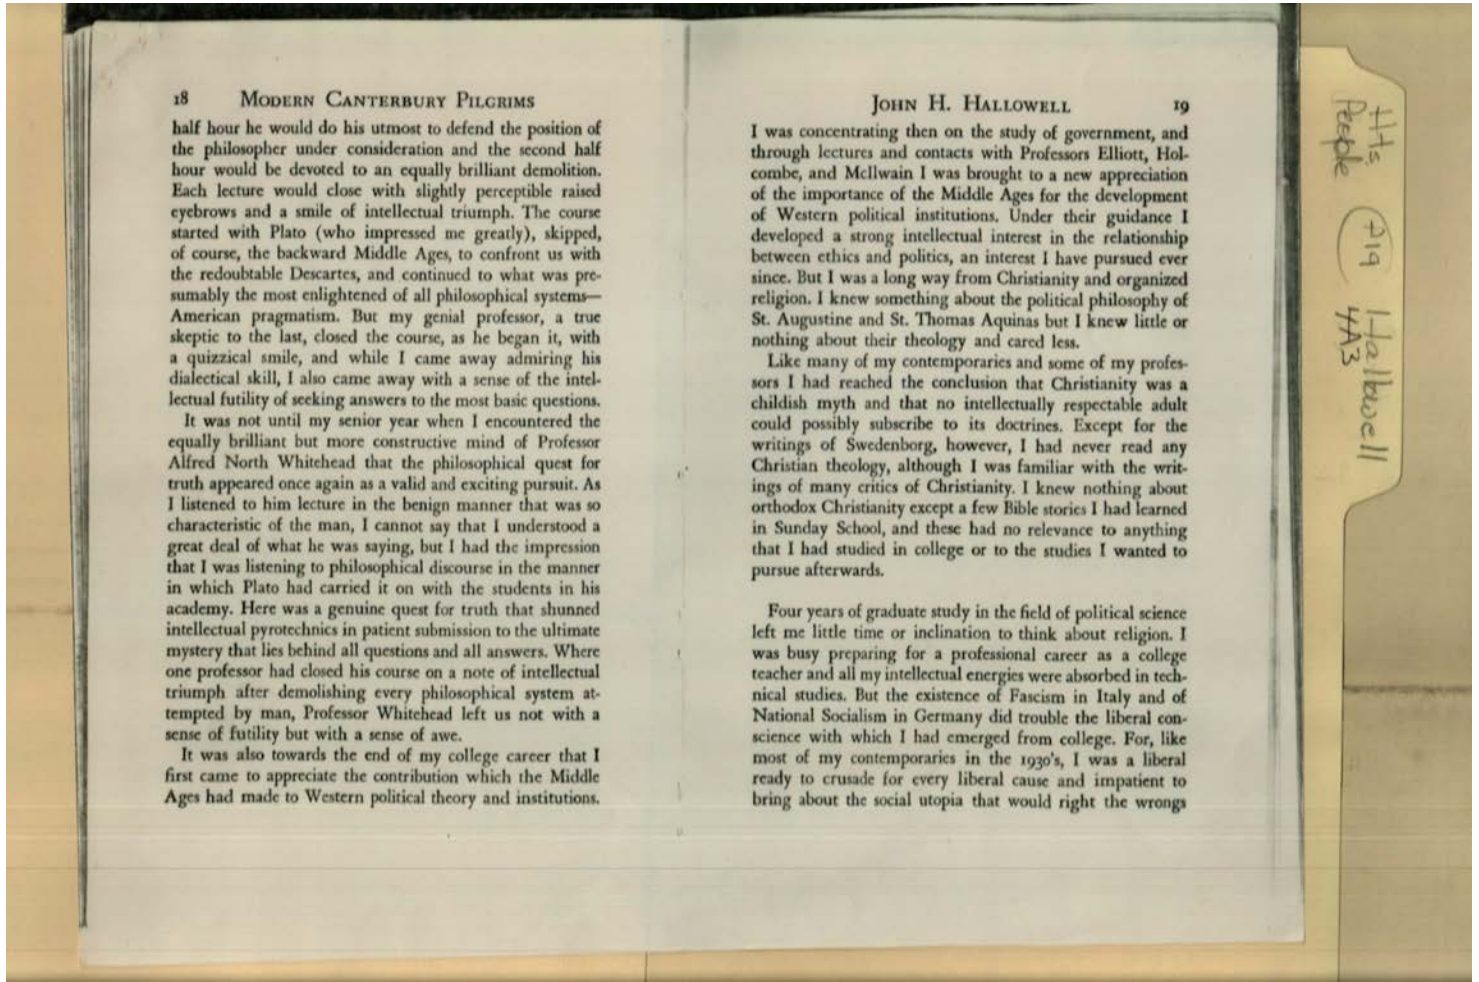 18 MODERN CANTERBURY PILGRIMS
half hour he would do his utmost to defend the position of
the philosopher under consideration and the second half
hour would be devoted to an equally brilliant demolition.
Each lecture would close with slightly perceptible raised
eyebrows and a smile of intellectual triumph. The course
started with Plato (who impressed me greatly), skipped,
of course, the backward Middle Ages, to confront us with
the redoubtable Descartes, and continued to what was pre-
sumably the most enlightened of all philosophical systems—
American pragmatism. But my genial professor, a true
skeptic to the last, closed the course, as he began it, with
a quizzical smile, and while I came away admiring his
dialectical skill, I also came away with a sense of the intel-
lectual futility of seeking answers to the most basic questions.
It was not until my senior year when I encountered the
equally brilliant but more constructive mind of Professor
Alfred North Whitehead that the philosophical quest for
truth appeared once again as a valid and exciting pursuit. As
I listened to him lecture in the benign manner that was so
characteristic of the man, I cannot say that I understood a
great deal of what he was saying, but I had the impression
that I was listening to philosophical discourse in the manner
in which Plato had carried it on with the students in his
academy. Here was a genuine quest for truth that shunned
intellectual pyrotechnics in patient submission to the ultimate
mystery that lies behind all questions and all answers. Where
one professor had closed his course on a note of intellectual
triumph after demolishing every philosophical system at-
tempted by man, Professor Whitehead left us not with a
sense of futility but with a sense of awe.
It was also towards the end of my college career that I
first came to appreciate the contribution which the Middle
Ages had made to Western political theory and institutions.
JOHN H. HALLOWELL 19
I was concentrating then on the study of government, and
through lectures and contacts with Professors Elliott, Hol-
combe, and McIlwain I was brought to a new appreciation
of the importance of the Middle Ages for the development
of Western political institutions. Under their guidance I
developed a strong intellectual interest in the relationship
between ethics and politics, an interest I have pursued ever
since. But I was a long way from Christianity and organized
religion. I knew something about the political philosophy of
St. Augustine and St. Thomas Aquinas but I knew little or
nothing about their theology and cared less.
Like many of my contemporaries and some of my profes-
sors I had reached the conclusion that Christianity was a
childish myth and that no intellectually respectable adult
could possibly subscribe to its doctrines. Except for the
writings of Swedenborg, however, I had never read any
Christian theology, although I was familiar with the writ-
ings of many critics of Christianity. I knew nothing about
orthodox Christianity except a few Bible stories I had learned
in Sunday School, and these had no relevance to anything
that I had studied in college or to the studies I wanted to
pursue afterwards.
Four years of graduate study in the field of political science
left me little time or inclination to think about religion. I
was busy preparing for a professional career as a college
teacher and all my intellectual energies were absorbed in tech-
nical studies. But the existence of Fascism in Italy and of
National Socialism in Germany did trouble the liberal con-
science with which I had emerged from college. For, like
most of my contemporaries in the 1930's, I was a liberal
ready to crusade for every liberal cause and impatient to
bring about the social utopia that would right the wrongs
Hts P19 Hallowell
People 4A3